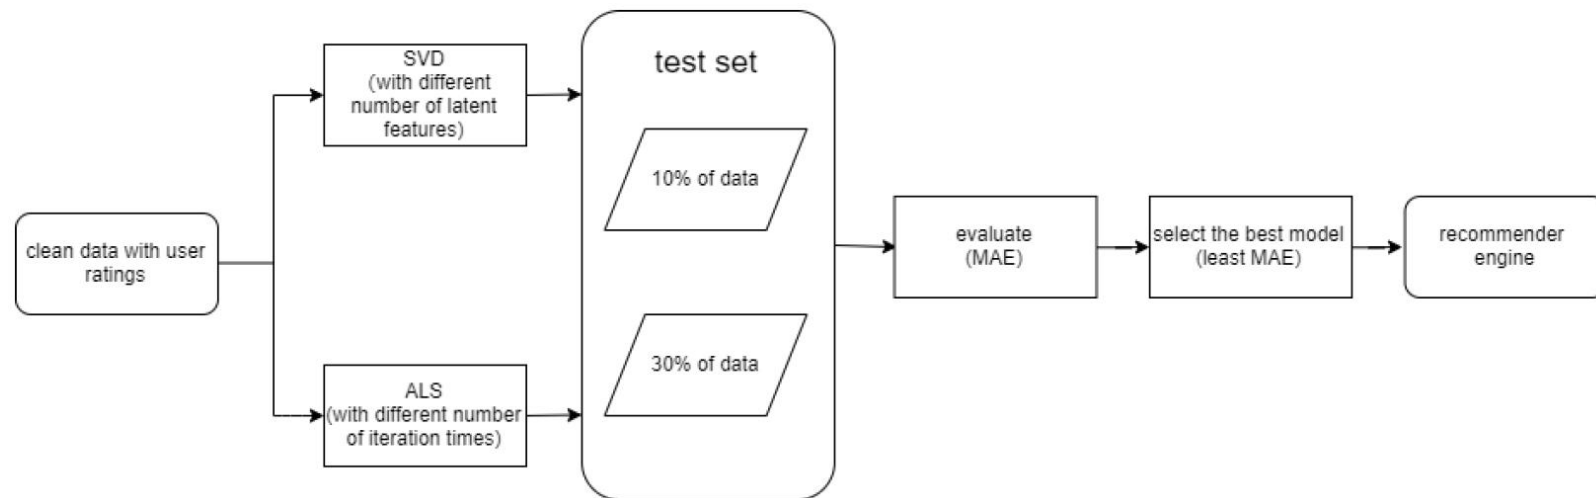 clean data with user
ratings
SVD
(with different
number of latent
features)
ALS
(with different number
of iteration times)
test set
10% of data
30% of data
evaluate
(MAE)
select the best model
(least MAE)
recommender
engine